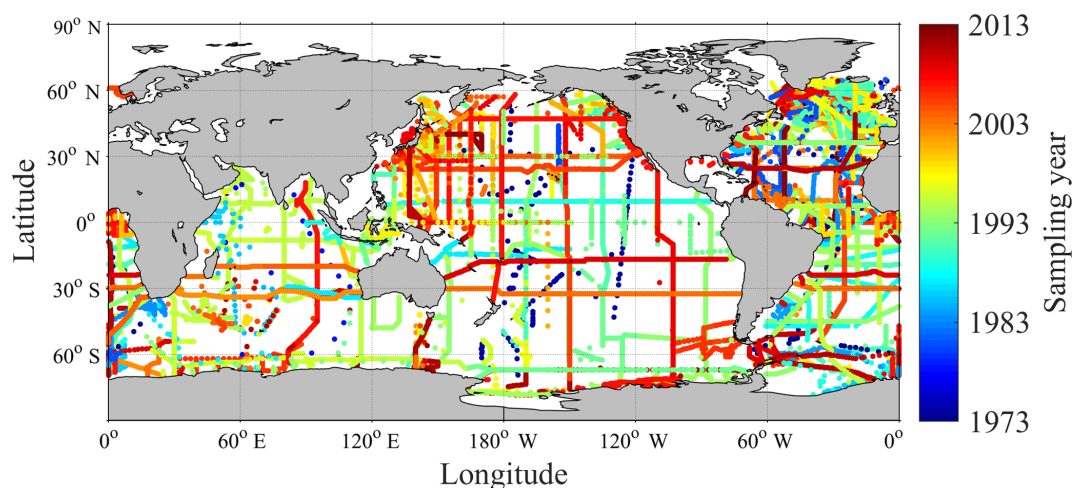 90° N
60° N
30° N
0°
30° S
60° S
Latitude
0°
60° E
120° E
180° W
120° W
60° W
0°
Longitude
2013
2003
1993
1983
1973
Sampling year